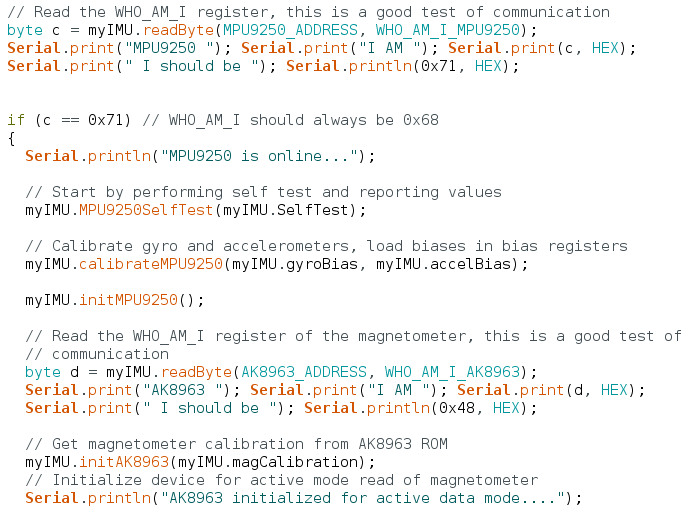 // Read the WHO_AM_I register, this is a good test of communication
byte c = myIMU.readByte(MPU9250_ADDRESS, WHO_AM_I_MPU9250);
Serial.print("MPU9250 "); Serial.print("I AM "); Serial.print(c, HEX);
Serial.print(" I should be "); Serial.println(0x71, HEX);
if (c == 0x71) // WHO_AM_I should always be 0x68
{
Serial.println("MPU9250 is online...");
// Start by performing self test and reporting values
myIMU.MPU9250SelfTest(myIMU.SelfTest);
// Calibrate gyro and accelerometers, load biases in bias registers
myIMU.calibrateMPU9250(myIMU.gyroBias, myIMU.accelBias);
myIMU.initMPU9250();
// Read the WHO_AM_I register of the magnetometer, this is a good test of
// communication
byte d = myIMU.readByte(AK8963_ADDRESS, WHO_AM_I_AK8963);
Serial.print("AK8963 "); Serial.print("I AM "); Serial.print(d, HEX);
Serial.print(" I should be "); Serial.println(0x48, HEX);
// Get magnetometer calibration from AK8963 ROM
myIMU.initAK8963(myIMU.magCalibration);
// Initialize device for active mode read of magnetometer
Serial.println("AK8963 initialized for active data mode....");